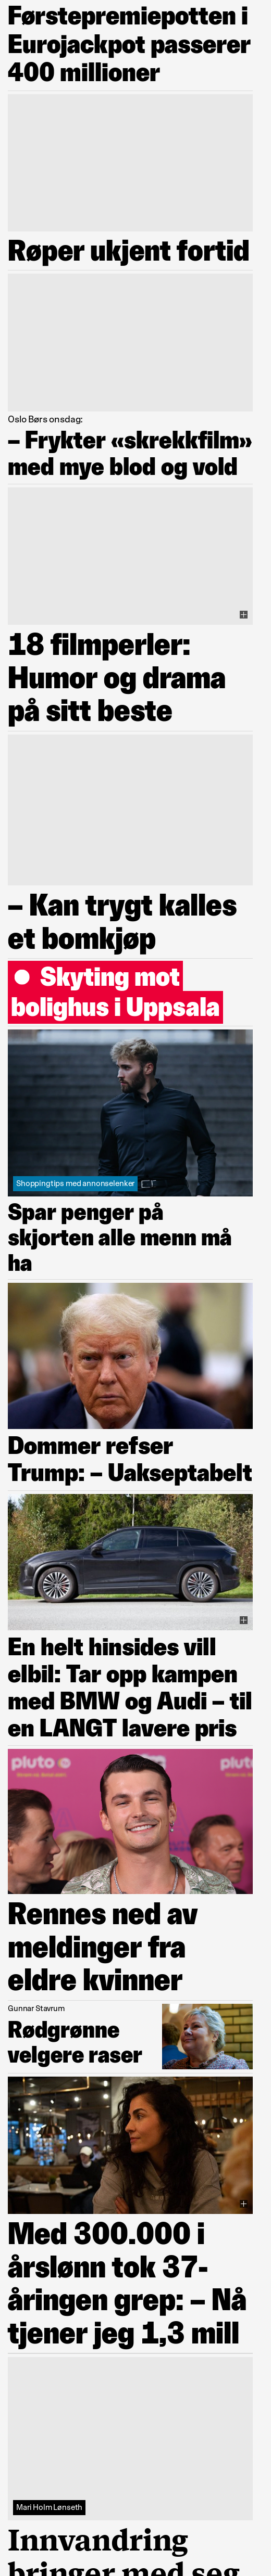 Førstepremiepotten i
Eurojackpot passerer
400 millioner
Røper ukjent fortid
Oslo Børs onsdag:
– Frykter «skrekkfilm»
med mye blod og vold
18 filmperler:
Humor og drama
på sitt beste
– Kan trygt kalles
et bomkjøp
Skyting mot
bolighus i Uppsala
Shoppingtips med annonselenker
Spar penger på
skjorten alle menn må
ha
Dommer refser
Trump: – Uakseptabelt
En helt hinsides vill
elbil: Tar opp kampen
med BMW og Audi – til
en LANGT lavere pris
pluto
pluto
Rennes ned av
meldinger fra
eldre kvinner
Gunnar Stavrum
Rødgrønne
velgere raser
Med 300.000 i
årslønn tok 37-
åringen grep: – Nå
tjener jeg 1,3 mill
Mari Holm Lønseth
Innvandring
bringer med seg